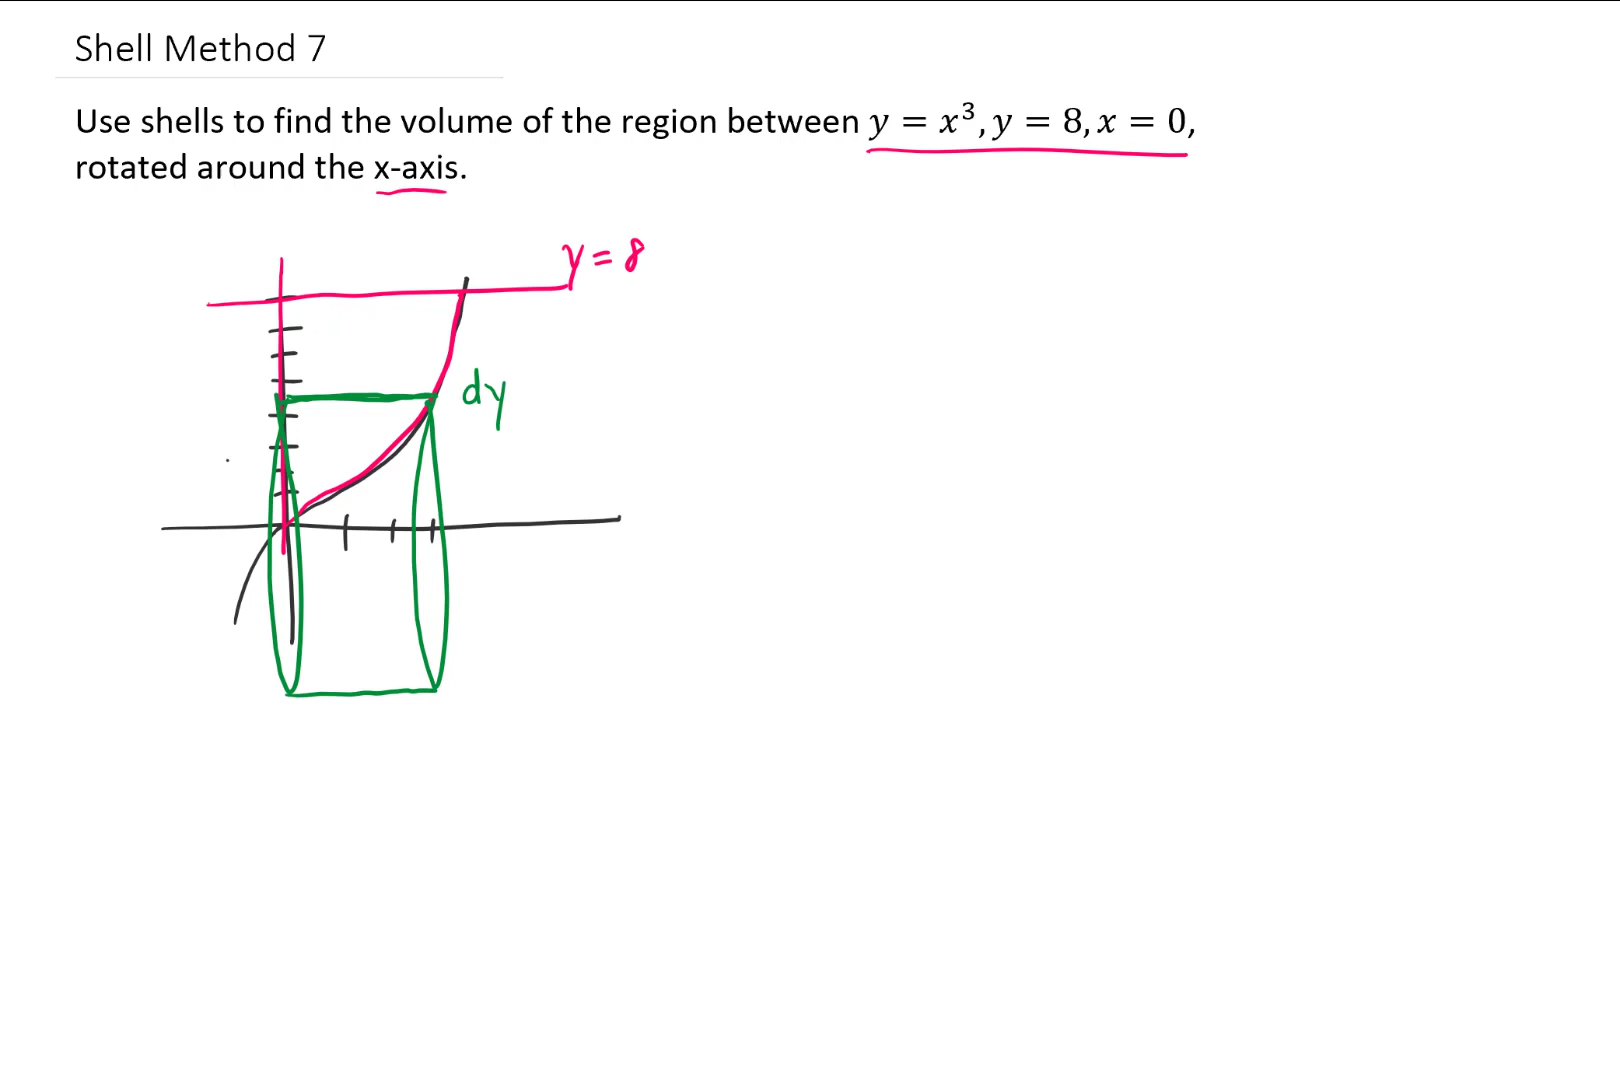 Shell Method 7
Use shells to find the volume of the region between y = x³, y = 8, x = 0,
rotated around the x-axis.
y = 8
dy